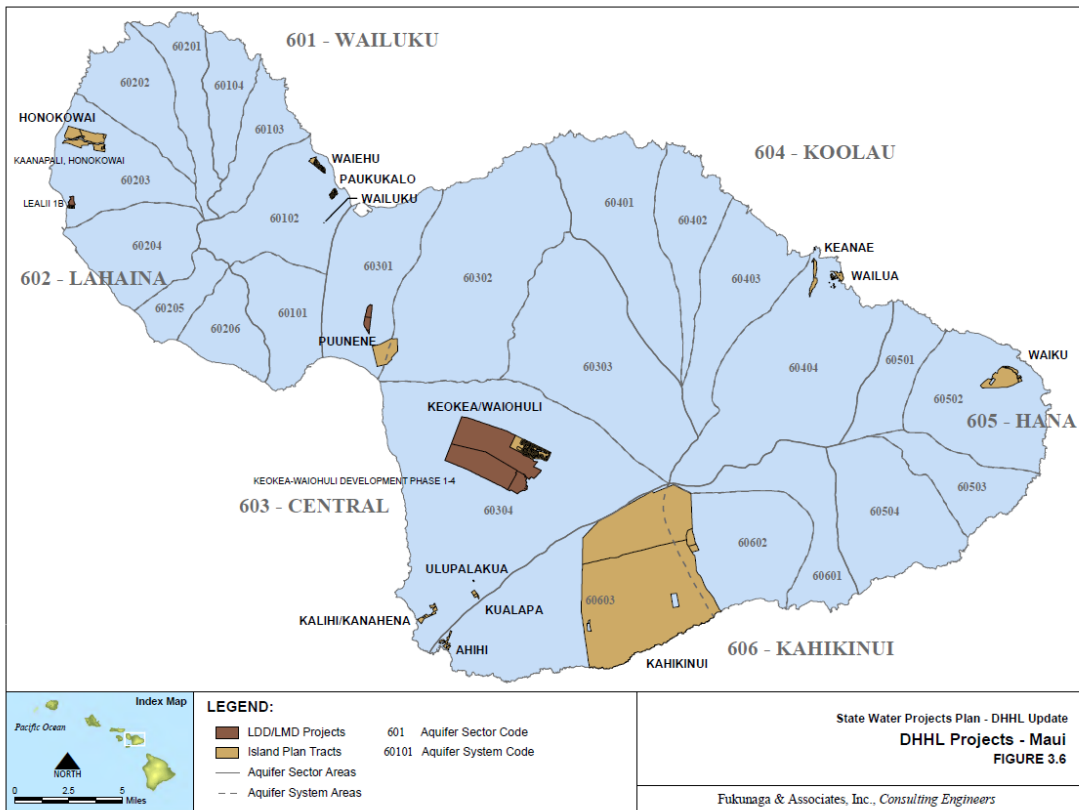 601 - WAILUKU
60201
60202
60104
HONOKOWAI
60103
KAANAPALI, HONOKOWAI
WAIEHU
604 - KOOLAU
60203
PAUKUKALO
LEALII 1B
WAILUKU
60102
60401
60402
60204
KEANAE
602 - LAHAINA
60301
60302
60403
WAILUA
60205
60206
60101
PUUNENE
60303
60404
60501
WAIKU
KEOKEA/WAIOHULI
60502
605 - HANA
KEOKEA-WAIOHULI DEVELOPMENT PHASE 1-4
60503
603 - CENTRAL
60304
60504
60602
ULUPALAKUA
60601
60603
KUALAPA
KALIHI/KANAHENA
AHIHI
606 - KAHIKINUI
KAHIKINUI
Index Map
Pacific Ocean
NORTH
0 2.5 5
Miles
LEGEND:
LDD/LMD Projects 601 Aquifer Sector Code
Island Plan Tracts 60101 Aquifer System Code
Aquifer Sector Areas
Aquifer System Areas
State Water Projects Plan - DHHL Update
DHHL Projects - Maui
FIGURE 3.6
Fukunaga & Associates, Inc., Consulting Engineers